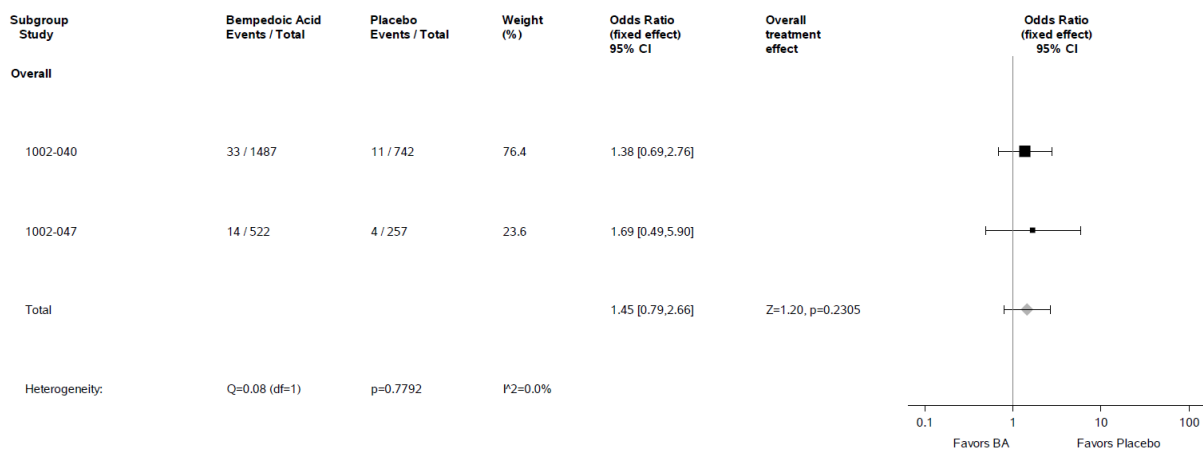 Subgroup Bempedoic Acid Placebo Weight Odds Ratio Overall Odds Ratio
Study Events / Total Events / Total (%) (fixed effect) treatment (fixed effect)
95% CI effect 95% CI
Overall
1002-040 33 / 1487 11 / 742 76.4 1.38 [0.69,2.76]
1002-047 14 / 522 4 / 257 23.6 1.69 [0.49,5.90]
Total 1.45 [0.79,2.66] Z=1.20, p=0.2305
Heterogeneity: Q=0.08 (df=1) p=0.7792 I^2=0.0%
0.1 1 10 100
Favors BA Favors Placebo